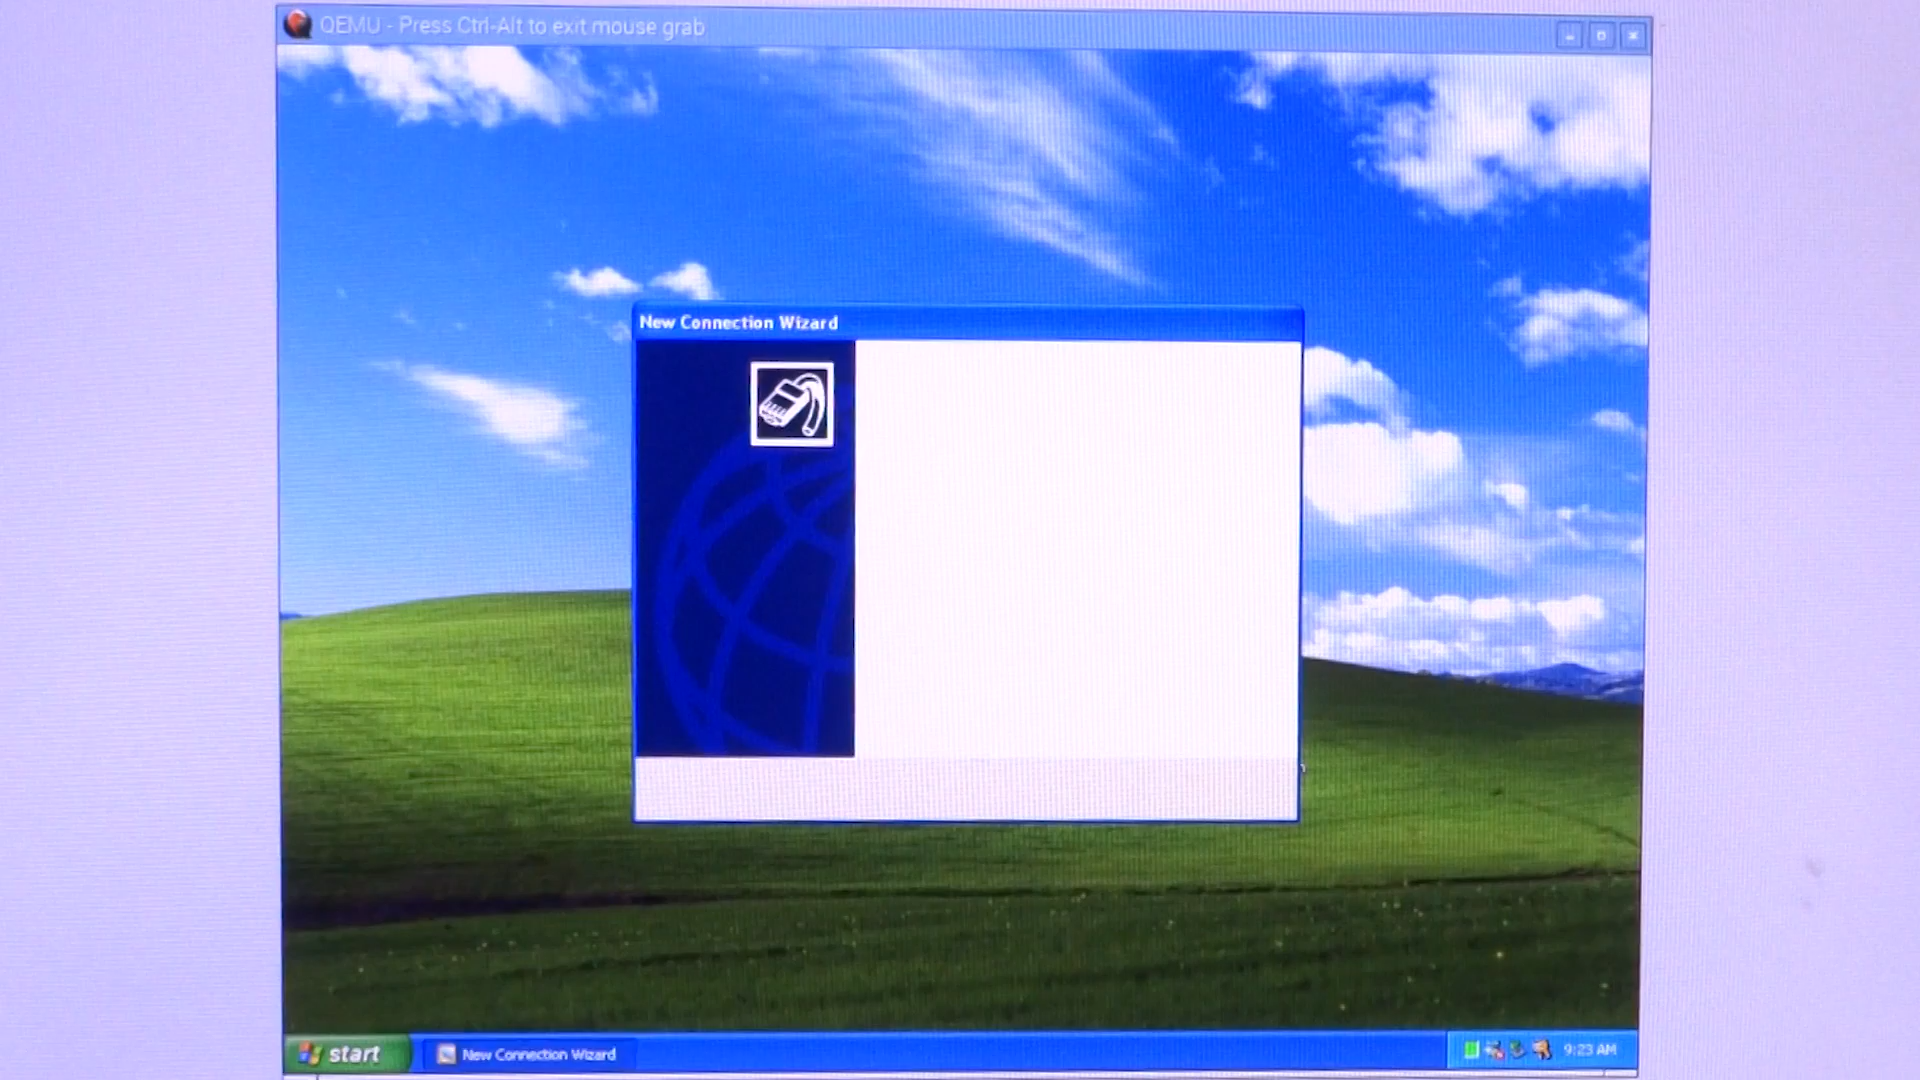 QEMU - Press Ctrl-Alt to exit mouse grab
New Connection Wizard
start
New Connection Wizard
9:23 AM